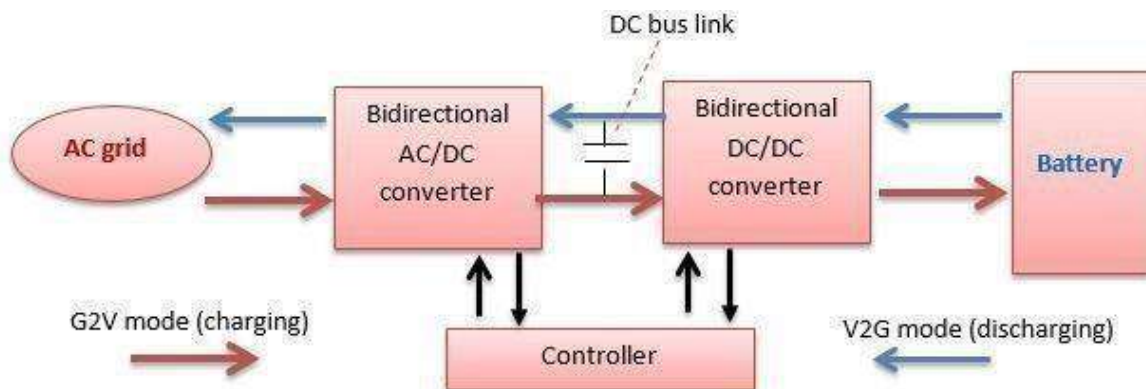 DC bus link
AC grid
Bidirectional
AC/DC
converter
Bidirectional
DC/DC
converter
Battery
G2V mode (charging)
Controller
V2G mode (discharging)